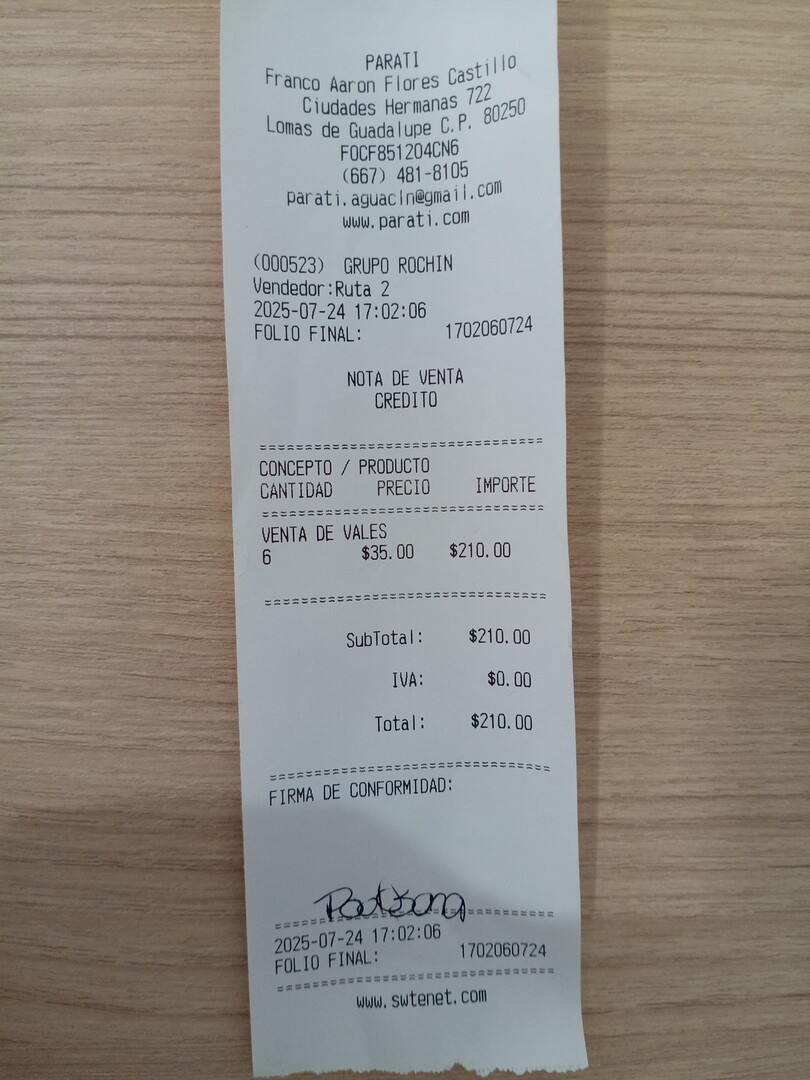 PARATI
Franco Aaron Flores Castillo
Ciudades Hermanas 722
Lomas de Guadalupe C.P. 80250
FOCF851204CN6
(667) 481-8105
parati.aguacln@gmail.com
www.parati.com
(000523) GRUPO ROCHIN
Vendedor:Ruta 2
2025-07-24 17:02:06
FOLIO FINAL: 1702060724
NOTA DE VENTA
CREDITO
===============================
CONCEPTO / PRODUCTO
CANTIDAD PRECIO IMPORTE
===============================
VENTA DE VALES
6 $35.00 $210.00
===============================
SubTotal: $210.00
IVA: $0.00
Total: $210.00
===============================
FIRMA DE CONFORMIDAD:
===============================
2025-07-24 17:02:06
FOLIO FINAL: 1702060724
===============================
www.swtenet.com